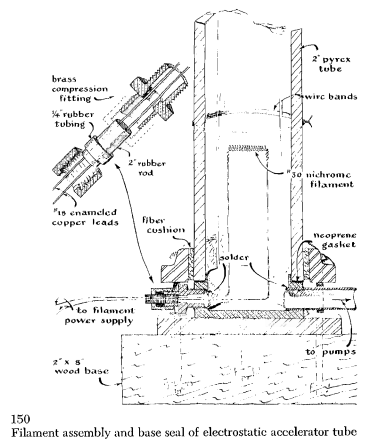 2" pyrex
tube
brass
compression
fitting
¼" rubber
tubing
wire bands
2" rubber
rod
#30 nichrome
filament
#18 enameled
copper leads
fiber
cushion
neoprene
gasket
solder
to filament
power supply
to pumps
2" x 8"
wood base
150
Filament assembly and base seal of electrostatic accelerator tube